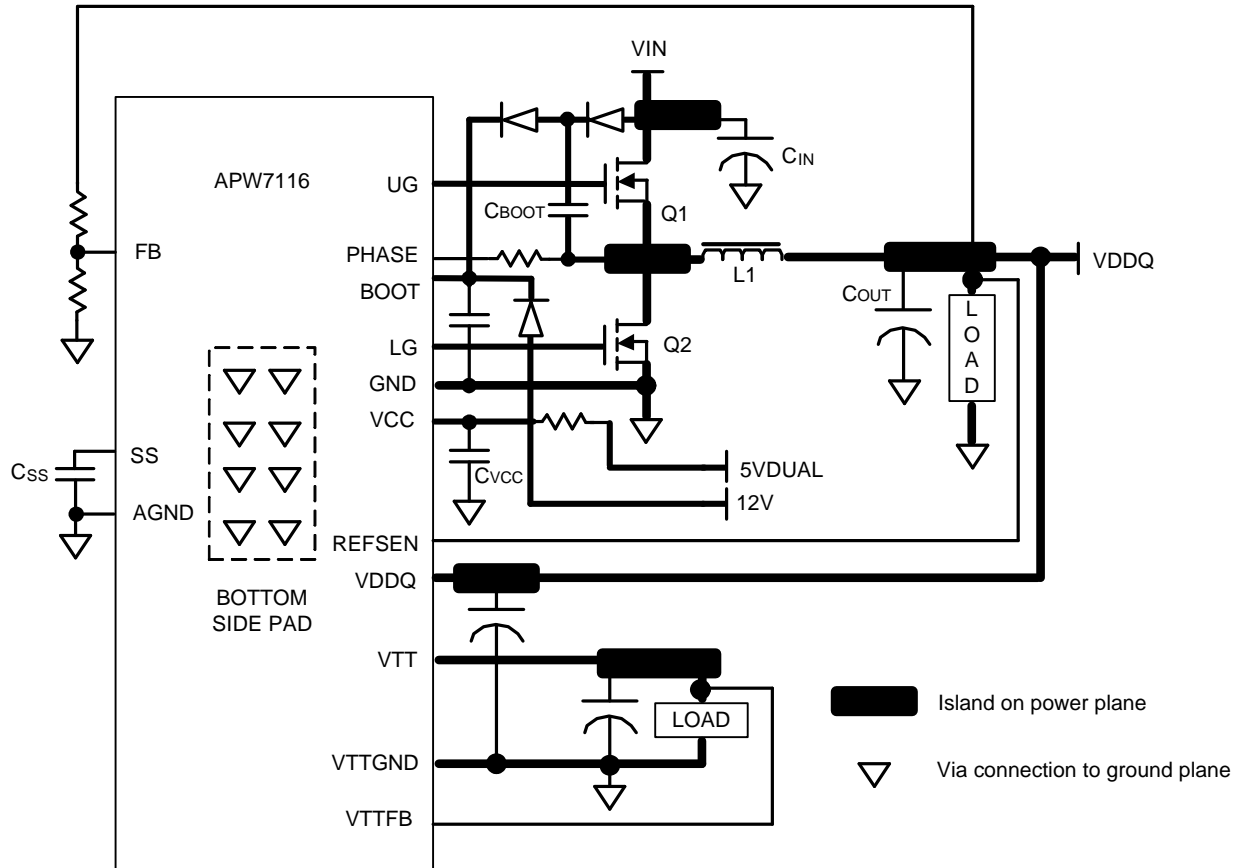 VIN
CIN
APW7116
UG
CBOOT
Q1
FB
PHASE
L1
VDDQ
BOOT
COUT
LOAD
LG
Q2
GND
VCC
SS
CSS
CVCC
5VDUAL
12V
AGND
REFSEN
VDDQ
BOTTOM
SIDE PAD
VTT
LOAD
Island on power plane
VTTGND
Via connection to ground plane
VTTFB